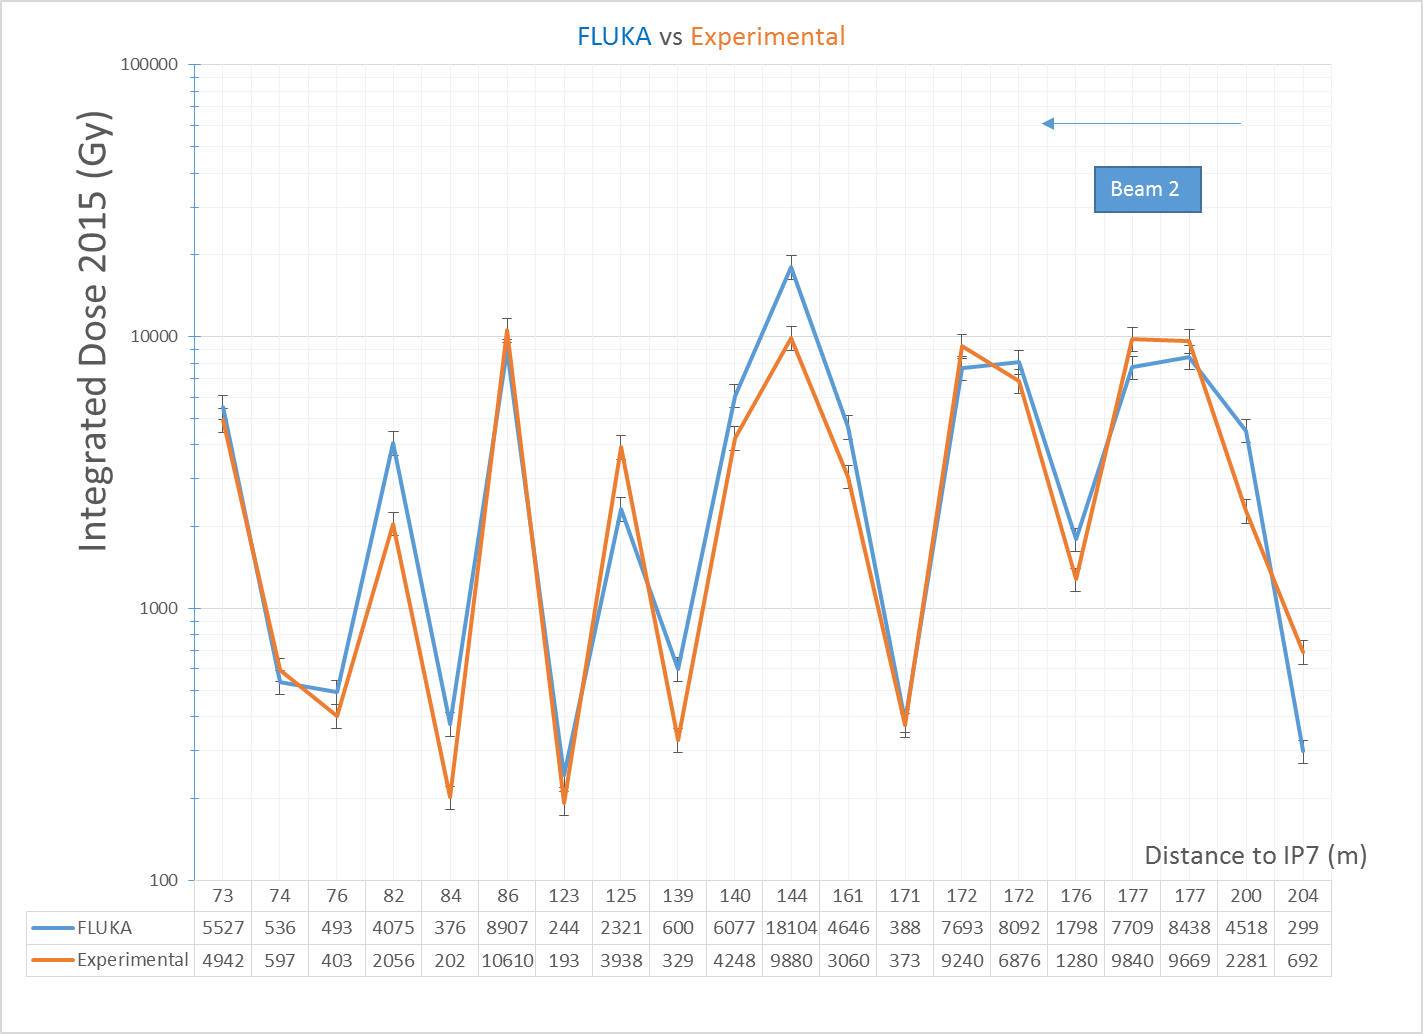 FLUKA vs Experimental
Integrated Dose 2015 (Gy)
100000
10000
1000
100
Beam 2
Distance to IP7 (m)
73 74 76 82 84 86 123 125 139 140 144 161 171 172 172 176 177 177 200 204
FLUKA 5527 536 493 4075 376 8907 244 2321 600 6077 18104 4646 388 7693 8092 1798 7709 8438 4518 299
Experimental 4942 597 403 2056 202 10610 193 3938 329 4248 9880 3060 373 9240 6876 1280 9840 9669 2281 692